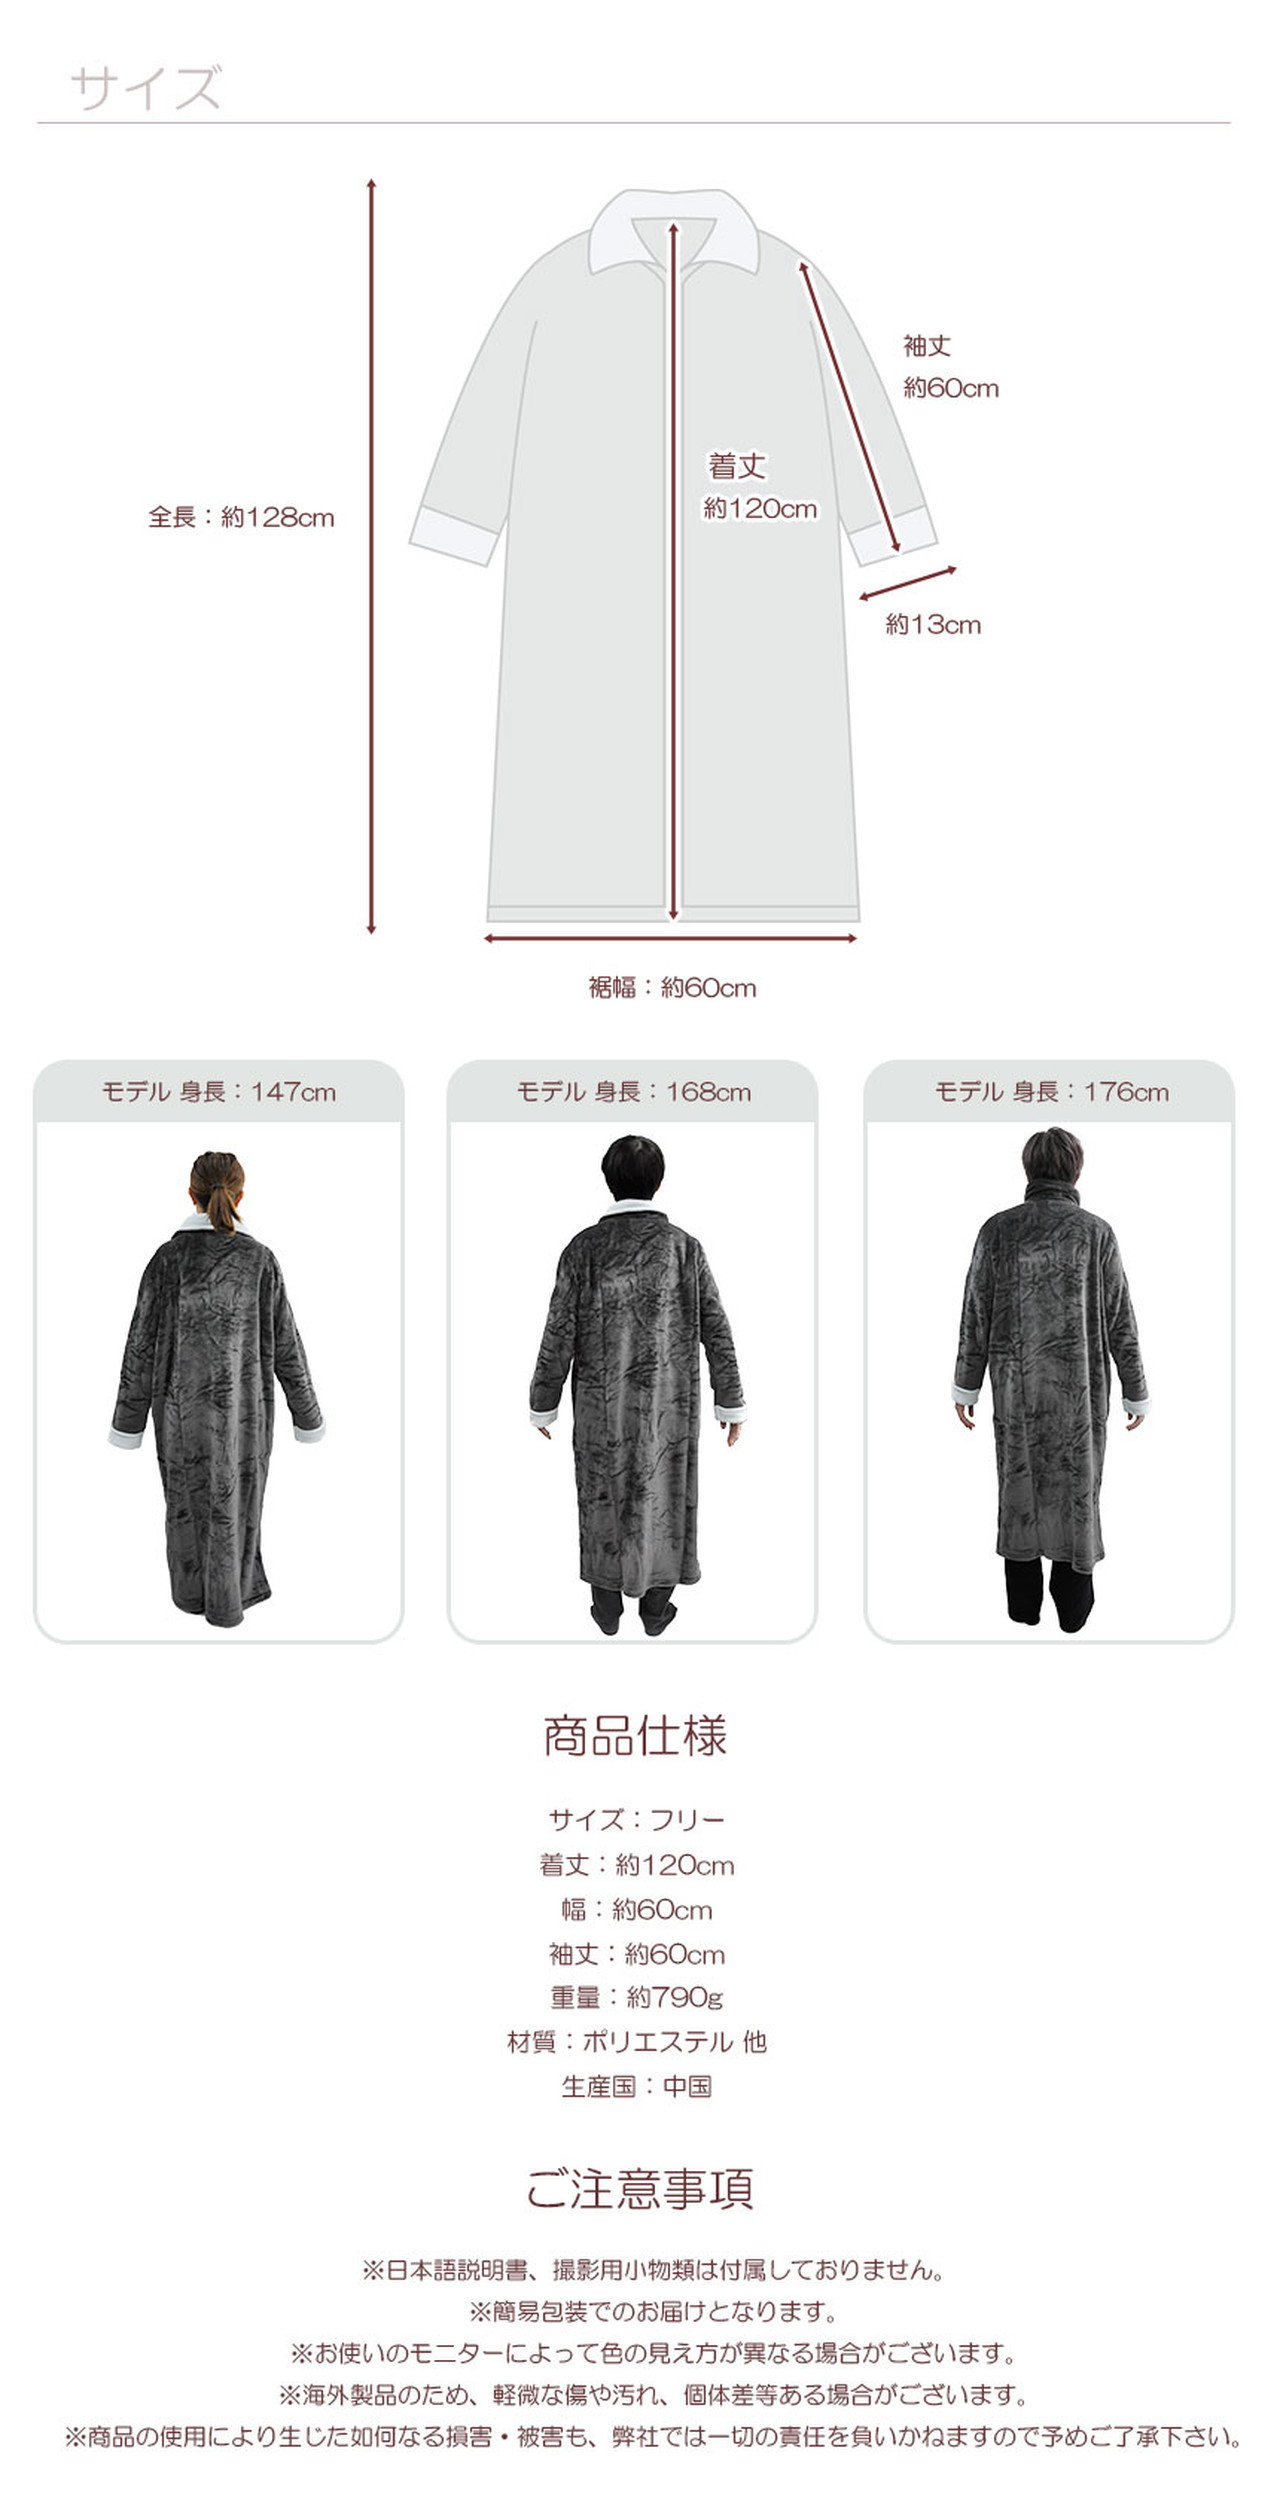 サイズ
袖丈
約60cm
着丈
約120cm
全長：約128cm
約13cm
裾幅：約60cm
モデル 身長：147cm
モデル 身長：168cm
モデル 身長：176cm
商品仕様
サイズ：フリー
着丈：約120cm
幅：約60cm
袖丈：約60cm
重量：約790g
材質：ポリエステル 他
生産国：中国
ご注意事項
※日本語説明書、撮影用小物類は付属しておりません。
※簡易包装でのお届けとなります。
※お使いのモニターによって色の見え方が異なる場合がございます。
※海外製品のため、軽微な傷や汚れ、個体差等ある場合がございます。
※商品の使用により生じた如何なる損害・被害も、弊社では一切の責任を負いかねますので予めご了承下さい。